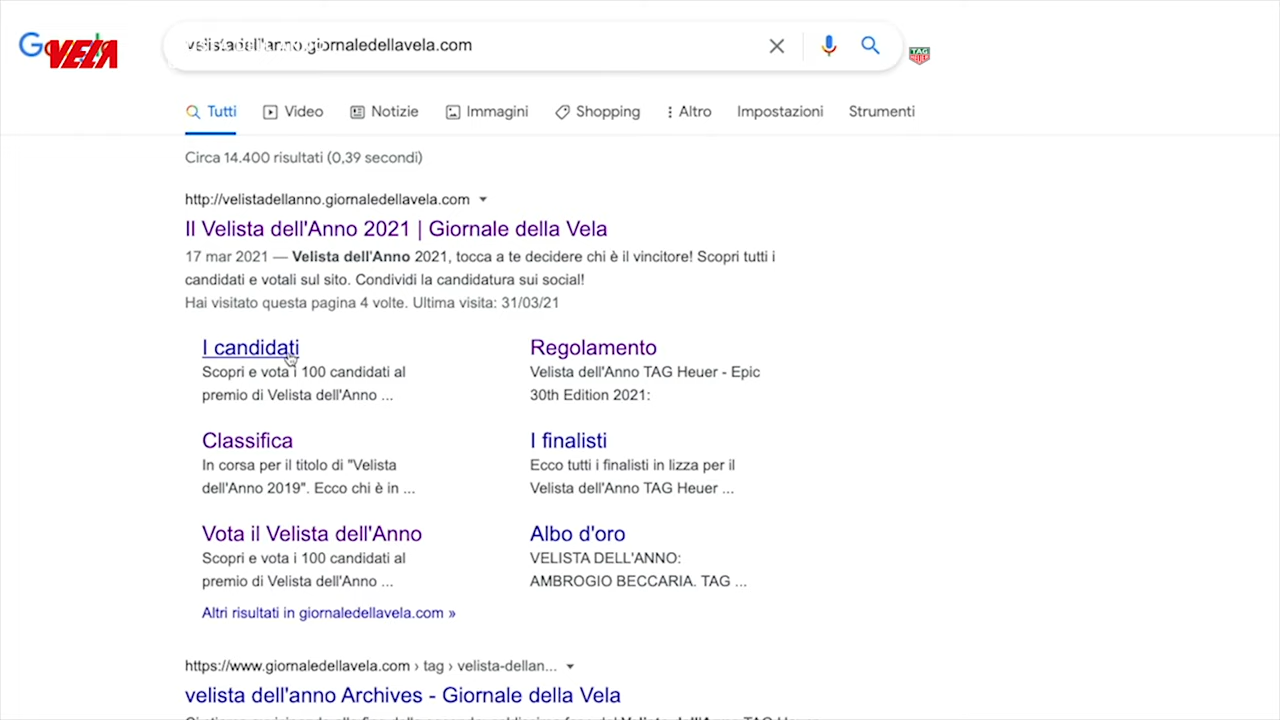 VELA
velistadell'anno.giornaledellavela.com
TAG
HEUER
Tutti
Video
Notizie
Immagini
Shopping
Altro
Impostazioni
Strumenti
Circa 14.400 risultati (0,39 secondi)
http://velistadellanno.giornaledellavela.com
Il Velista dell'Anno 2021 | Giornale della Vela
17 mar 2021 — Velista dell'Anno 2021, tocca a te decidere chi è il vincitore! Scopri tutti i
candidati e votali sul sito. Condividi la candidatura sui social!
Hai visitato questa pagina 4 volte. Ultima visita: 31/03/21
I candidati
Scopri e vota i 100 candidati al
premio di Velista dell'Anno ...
Regolamento
Velista dell'Anno TAG Heuer - Epic
30th Edition 2021:
Classifica
In corsa per il titolo di "Velista
dell'Anno 2019". Ecco chi è in ...
I finalisti
Ecco tutti i finalisti in lizza per il
Velista dell'Anno TAG Heuer ...
Vota il Velista dell'Anno
Scopri e vota i 100 candidati al
premio di Velista dell'Anno ...
Albo d'oro
VELISTA DELL'ANNO:
AMBROGIO BECCARIA. TAG ...
Altri risultati in giornaledellavela.com »
https://www.giornaledellavela.com › tag › velista-dellan...
velista dell'anno Archives - Giornale della Vela